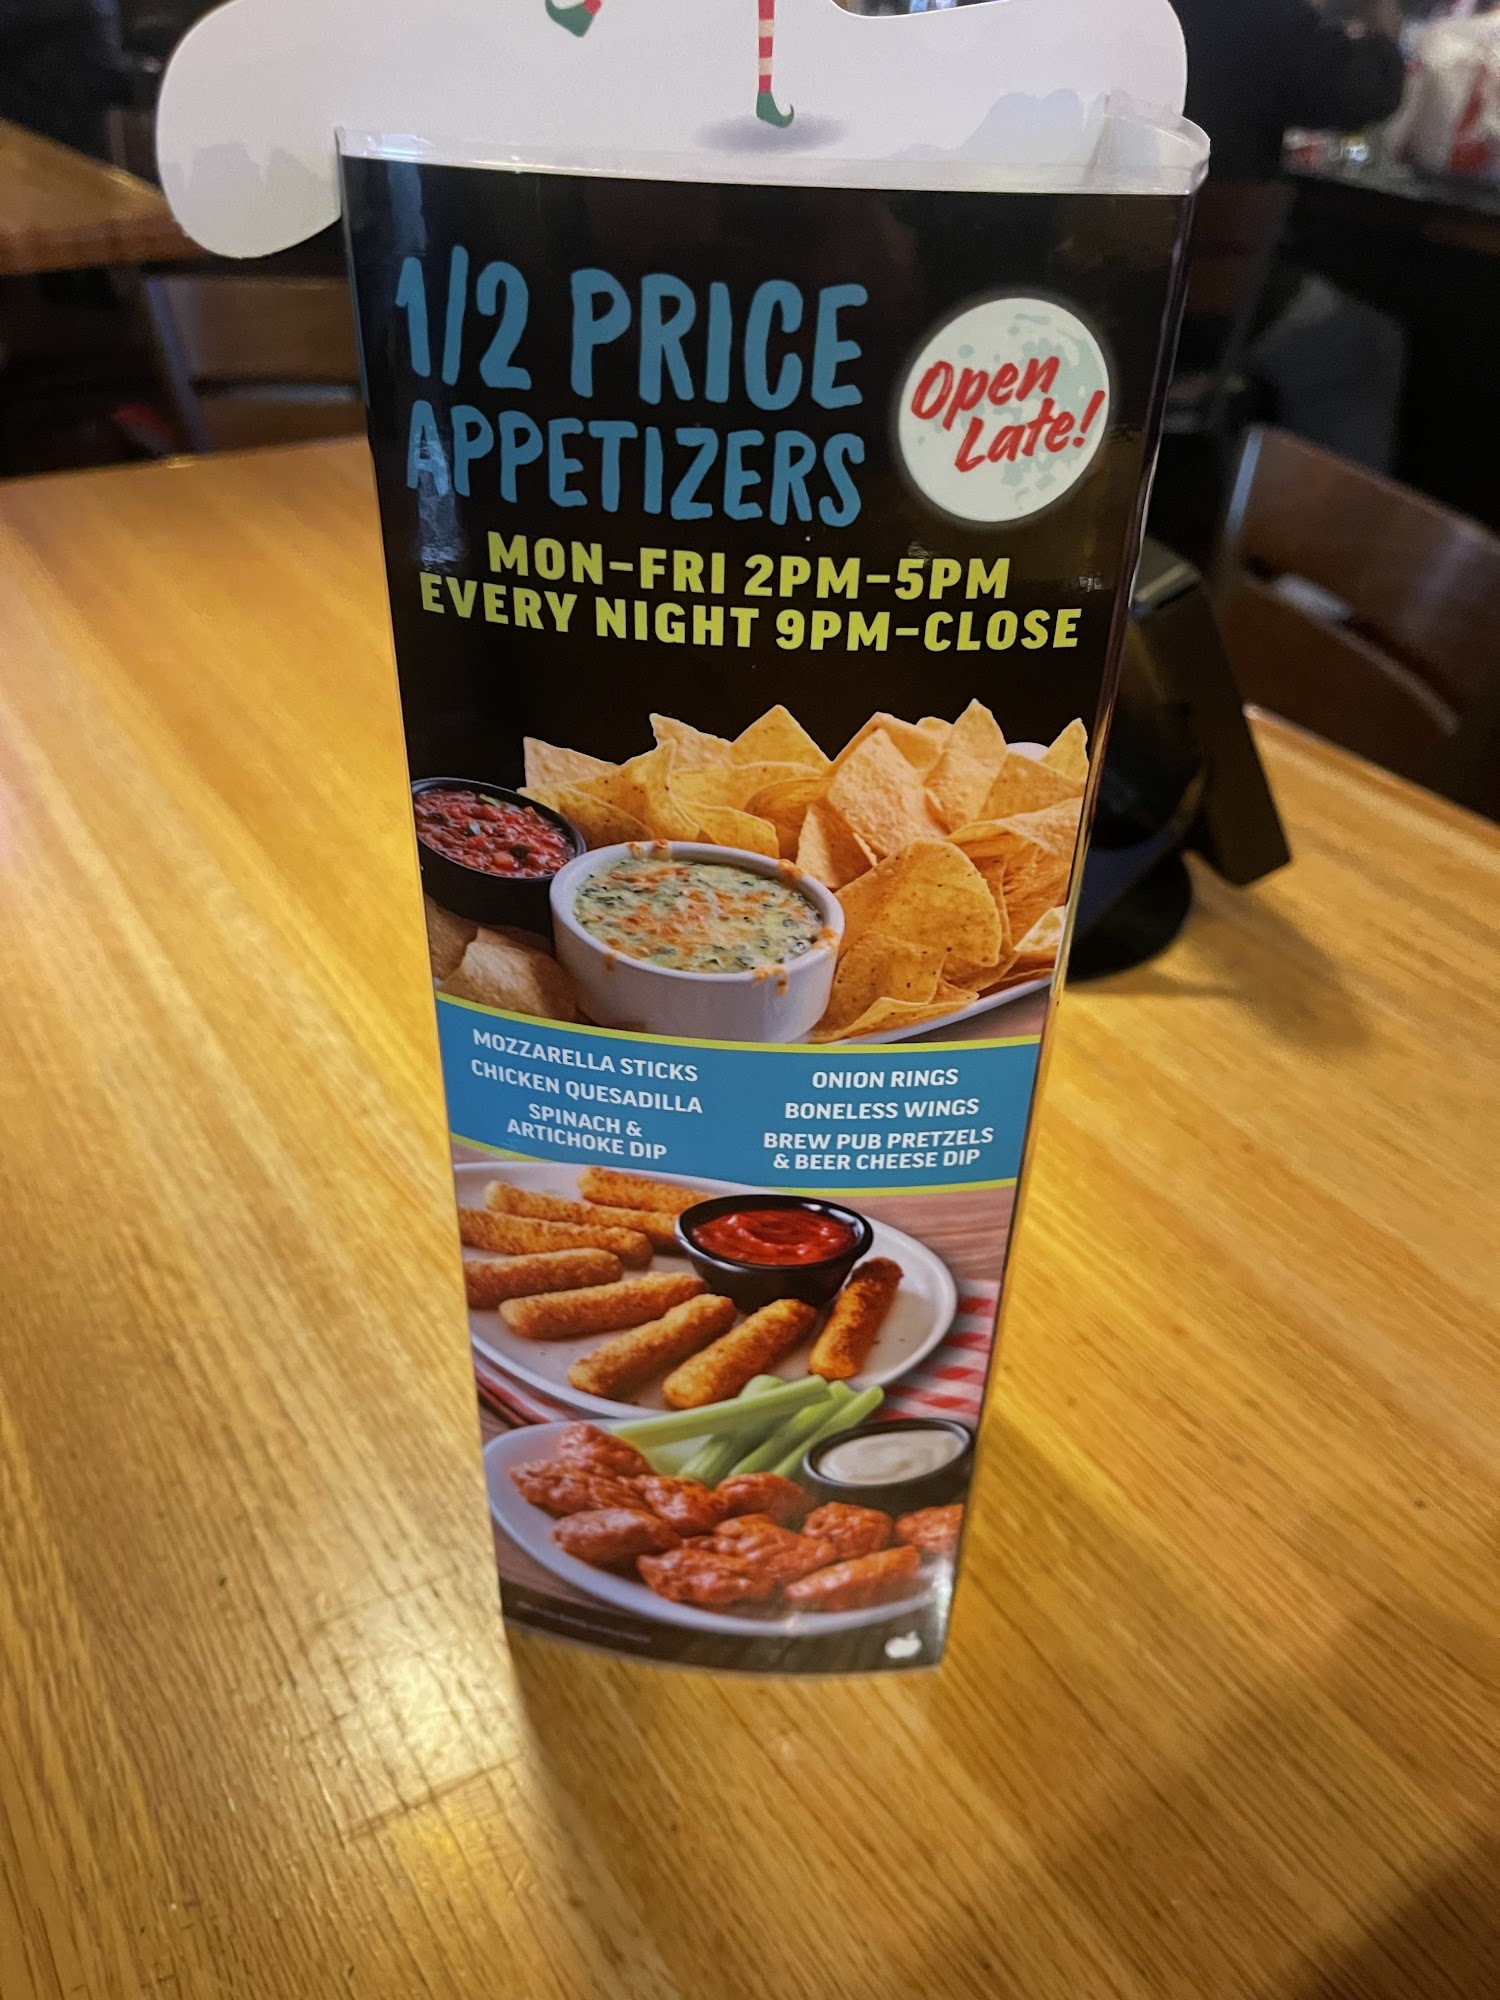 1/2 PRICE
APPETIZERS
Open
Late!
MON-FRI 2PM-5PM
EVERY NIGHT 9PM-CLOSE
MOZZARELLA STICKS
CHICKEN QUESADILLA
SPINACH &
ARTICHOKE DIP
ONION RINGS
BONELESS WINGS
BREW PUB PRETZELS
& BEER CHEESE DIP